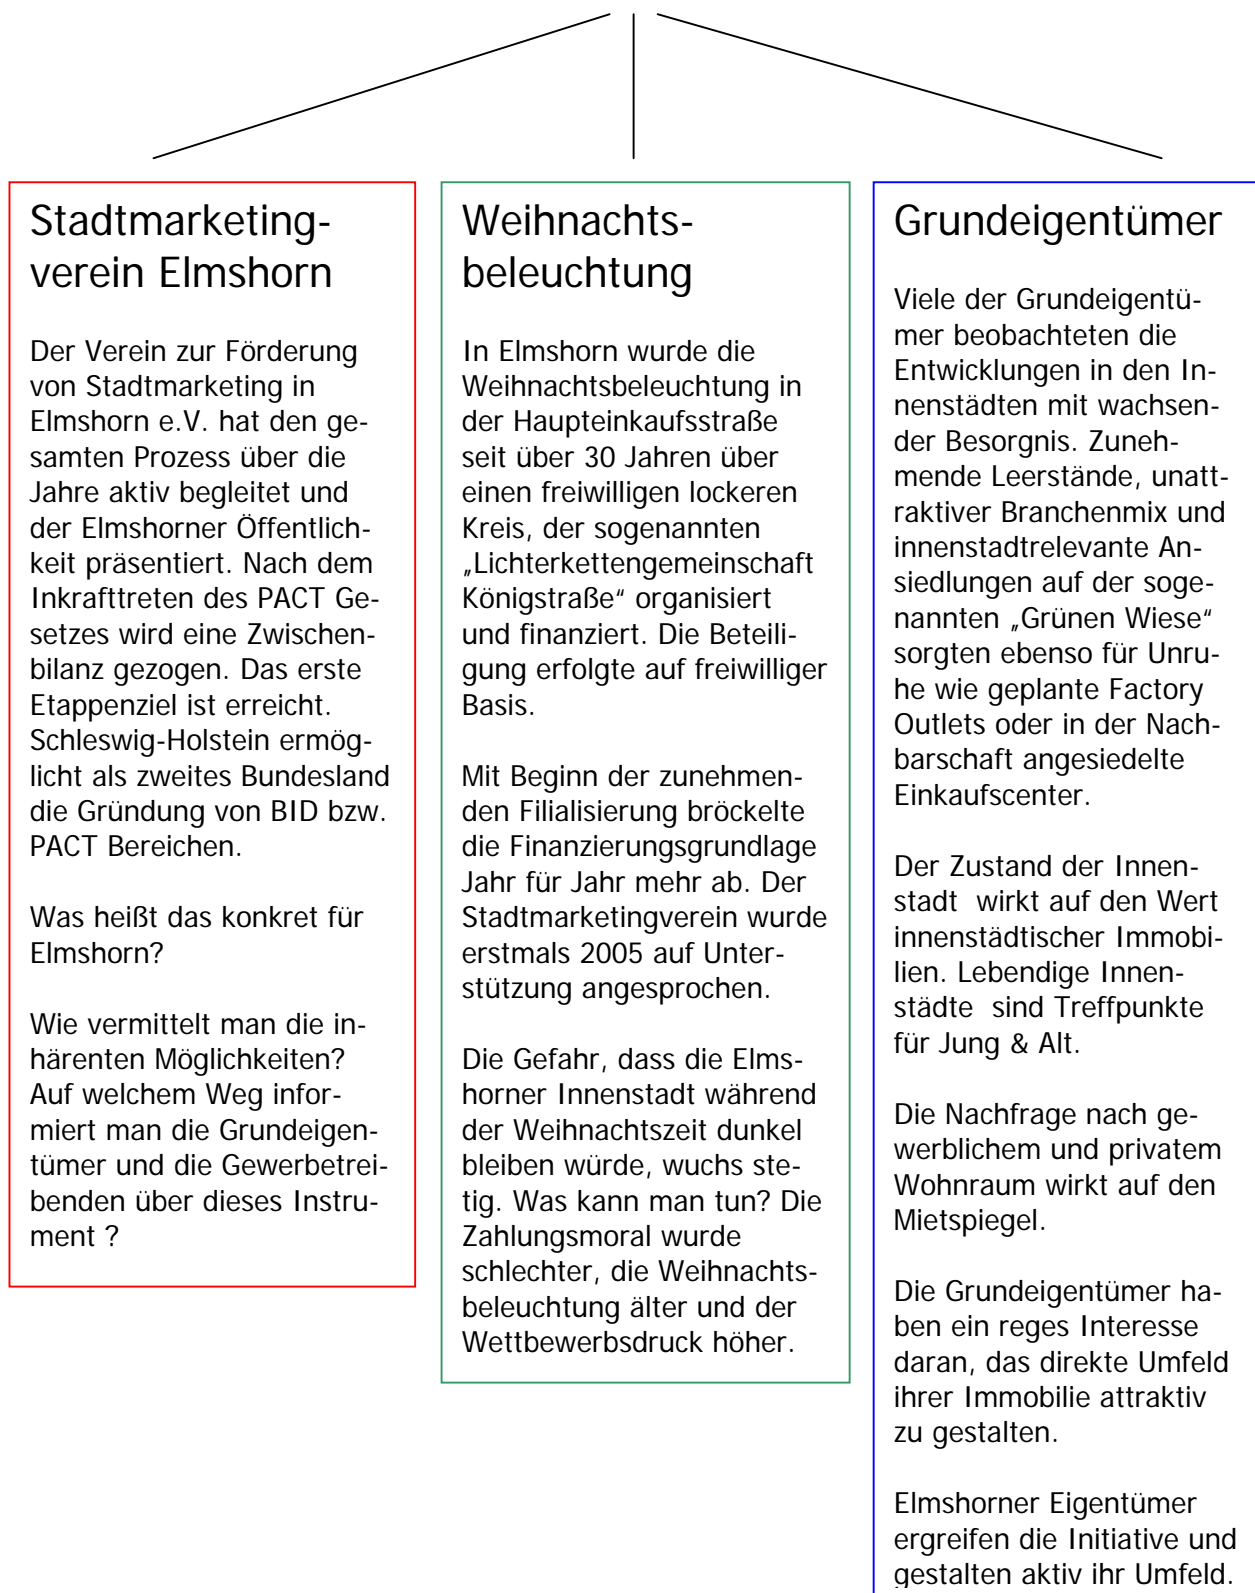 Stadtmarketing-
verein Elmshorn
Der Verein zur Förderung
von Stadtmarketing in
Elmshorn e.V. hat den ge-
samten Prozess über die
Jahre aktiv begleitet und
der Elmshorner Öffentlich-
keit präsentiert. Nach dem
Inkrafttreten des PACT Ge-
setzes wird eine Zwischen-
bilanz gezogen. Das erste
Etappenziel ist erreicht.
Schleswig-Holstein ermög-
licht als zweites Bundesland
die Gründung von BID bzw.
PACT Bereichen.
Was heißt das konkret für
Elmshorn?
Wie vermittelt man die in-
härenten Möglichkeiten?
Auf welchem Weg infor-
miert man die Grundeigen-
tümer und die Gewerbetrei-
benden über dieses Instru-
ment ?
Weihnachts-
beleuchtung
In Elmshorn wurde die
Weihnachtsbeleuchtung in
der Haupteinkaufsstraße
seit über 30 Jahren über
einen freiwilligen lockeren
Kreis, der sogenannten
„Lichterkettengemeinschaft
Königstraße“ organisiert
und finanziert. Die Beteili-
gung erfolgte auf freiwilliger
Basis.
Mit Beginn der zunehmen-
den Filialisierung bröckelte
die Finanzierungsgrundlage
Jahr für Jahr mehr ab. Der
Stadtmarketingverein wurde
erstmals 2005 auf Unter-
stützung angesprochen.
Die Gefahr, dass die Elms-
horner Innenstadt während
der Weihnachtszeit dunkel
bleiben würde, wuchs ste-
tig. Was kann man tun? Die
Zahlungsmoral wurde
schlechter, die Weihnachts-
beleuchtung älter und der
Wettbewerbsdruck höher.
Grundeigentümer
Viele der Grundeigentü-
mer beobachteten die
Entwicklungen in den In-
nenstädten mit wachsen-
der Besorgnis. Zuneh-
mende Leerstände, unatt-
raktiver Branchenmix und
innenstadtrelevante An-
siedlungen auf der soge-
nannten „Grünen Wiese“
sorgten ebenso für Unru-
he wie geplante Factory
Outlets oder in der Nach-
barschaft angesiedelte
Einkaufscenter.
Der Zustand der Innen-
stadt  wirkt auf den Wert
innenstädtischer Immobi-
lien. Lebendige Innen-
städte  sind Treffpunkte
für Jung & Alt.
Die Nachfrage nach ge-
werblichem und privatem
Wohnraum wirkt auf den
Mietspiegel.
Die Grundeigentümer ha-
ben ein reges Interesse
daran, das direkte Umfeld
ihrer Immobilie attraktiv
zu gestalten.
Elmshorner Eigentümer
ergreifen die Initiative und
gestalten aktiv ihr Umfeld.